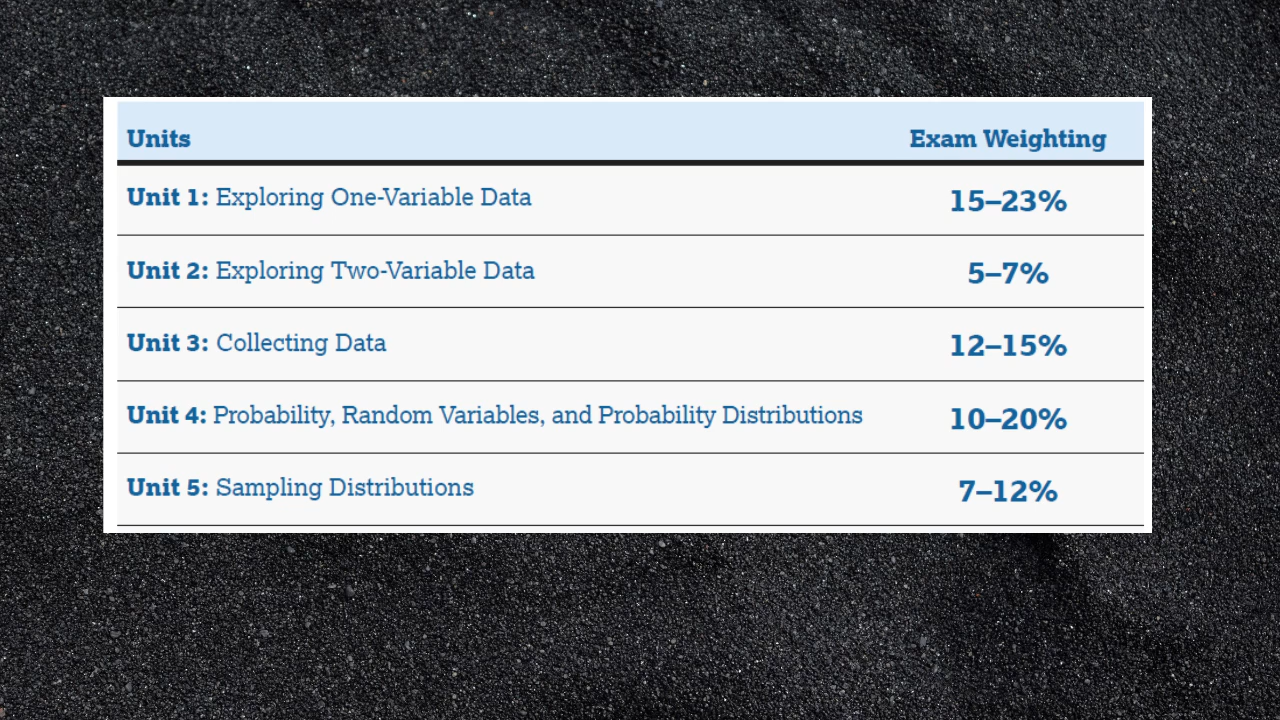 Units Exam Weighting
Unit 1: Exploring One-Variable Data 15–23%
Unit 2: Exploring Two-Variable Data 5–7%
Unit 3: Collecting Data 12–15%
Unit 4: Probability, Random Variables, and Probability Distributions 10–20%
Unit 5: Sampling Distributions 7–12%